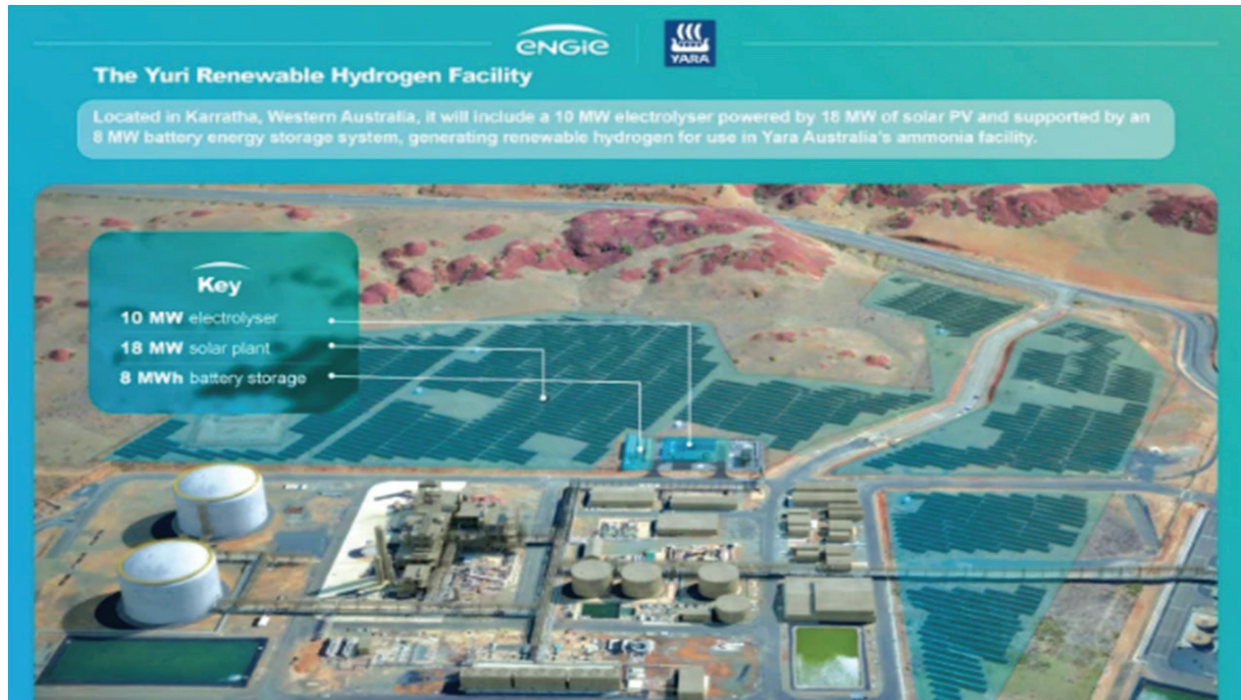 ENGIE
YARA
The Yuri Renewable Hydrogen Facility
Located in Karratha, Western Australia, it will include a 10 MW electrolyser powered by 18 MW of solar PV and supported by an
8 MW battery energy storage system, generating renewable hydrogen for use in Yara Australia's ammonia facility.
Key
10 MW electrolyser
18 MW solar plant
8 MWh battery storage